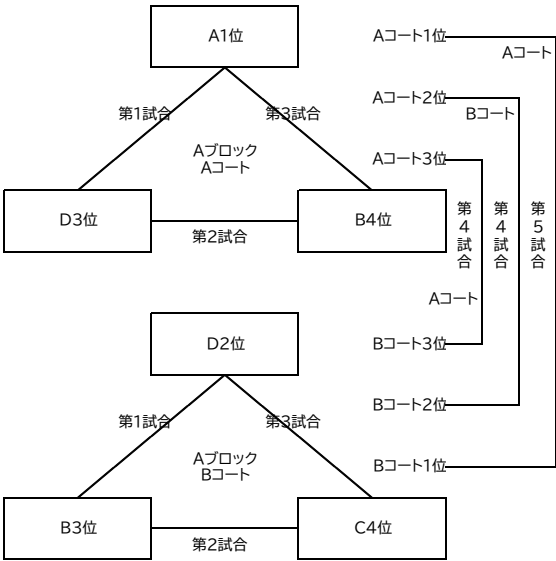 A1位
Aコート1位
Aコート
Aコート2位
Bコート
第1試合
第3試合
Aブロック
Aコート
Aコート3位
D3位
第2試合
B4位
第4試合
第4試合
第5試合
Aコート
D2位
Bコート3位
Bコート2位
第1試合
第3試合
Aブロック
Bコート
Bコート1位
B3位
第2試合
C4位